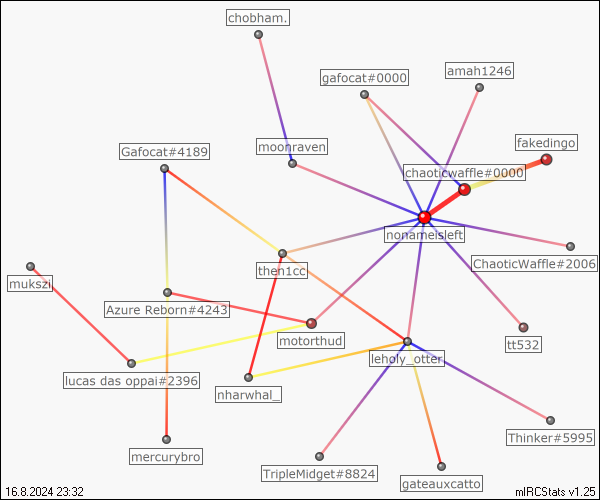 chobham.
amah1246
gafocat#0000
fakedingo
moonraven
Gafocat#4189
chaoticwaffle#0000
nonameisleft
ChaoticWaffle#2006
then1cc
mukszi
Azure Reborn#4243
motorthud
tt532
leholy_otter
lucas das oppai#2396
nharwhal_
Thinker#5995
mercurybro
TripleMidget#8824
gateauxcatto
16.8.2024 23:32
mIRCStats v1.25